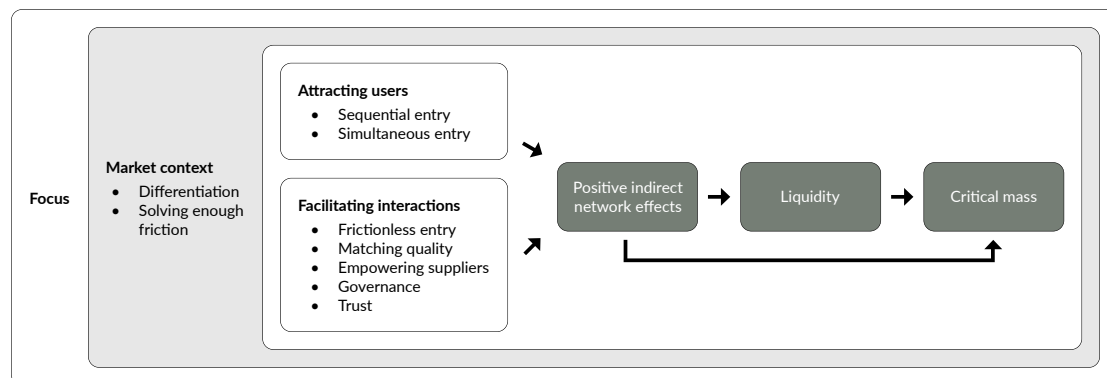 Focus
Market context
• Differentiation
• Solving enough
friction
Attracting users
• Sequential entry
• Simultaneous entry
Facilitating interactions
• Frictionless entry
• Matching quality
• Empowering suppliers
• Governance
• Trust
Positive indirect
network effects
Liquidity
Critical mass